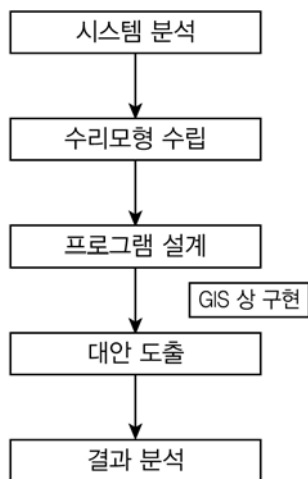 시스템 분석
수리모형 수립
프로그램 설계
GIS 상 구현
대안 도출
결과 분석